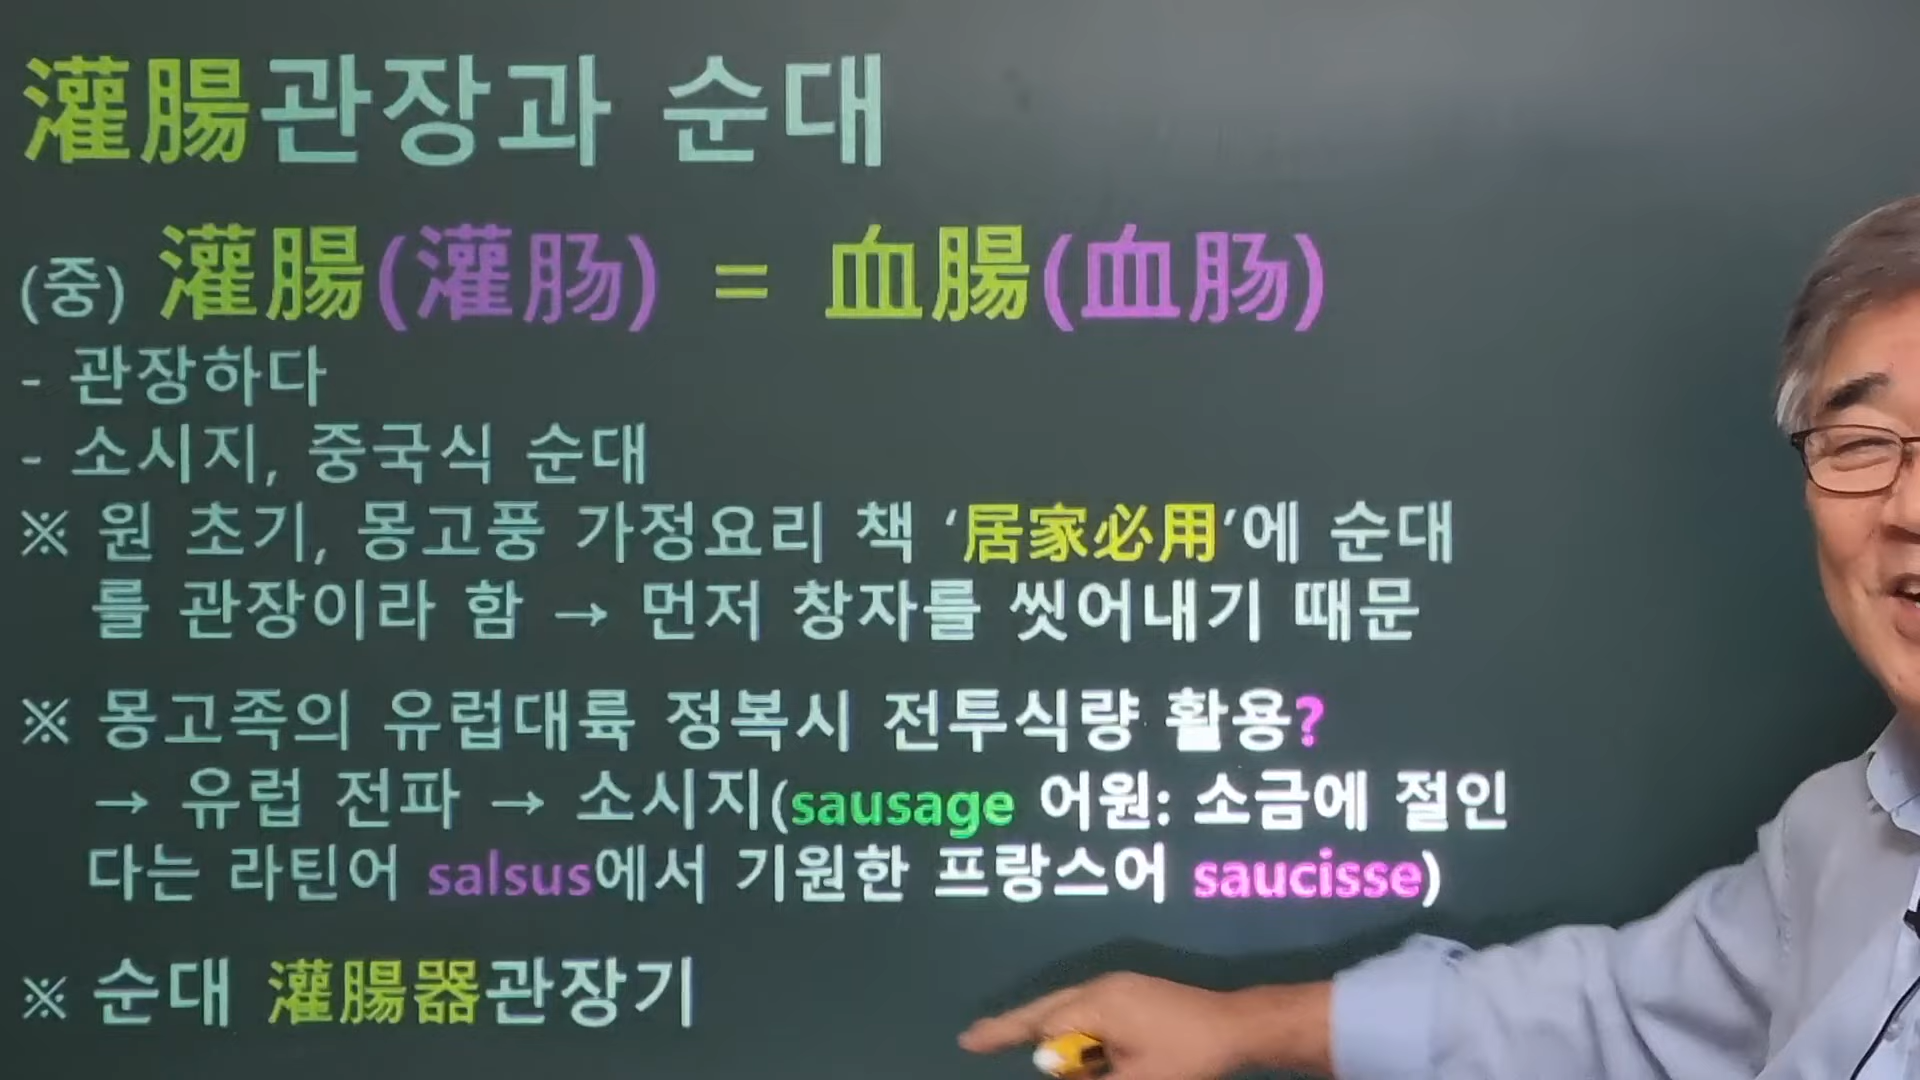 灌腸관장과 순대
(중) 灌腸(灌肠) = 血腸(血肠)
- 관장하다
- 소시지, 중국식 순대
※ 원 초기, 몽고풍 가정요리 책 ‘居家必用’에 순대
를 관장이라 함 → 먼저 창자를 씻어내기 때문
※ 몽고족의 유럽대륙 정복시 전투식량 활용?
→ 유럽 전파 → 소시지(sausage 어원: 소금에 절인
다는 라틴어 salsus에서 기원한 프랑스어 saucisse)
※ 순대 灌腸器관장기